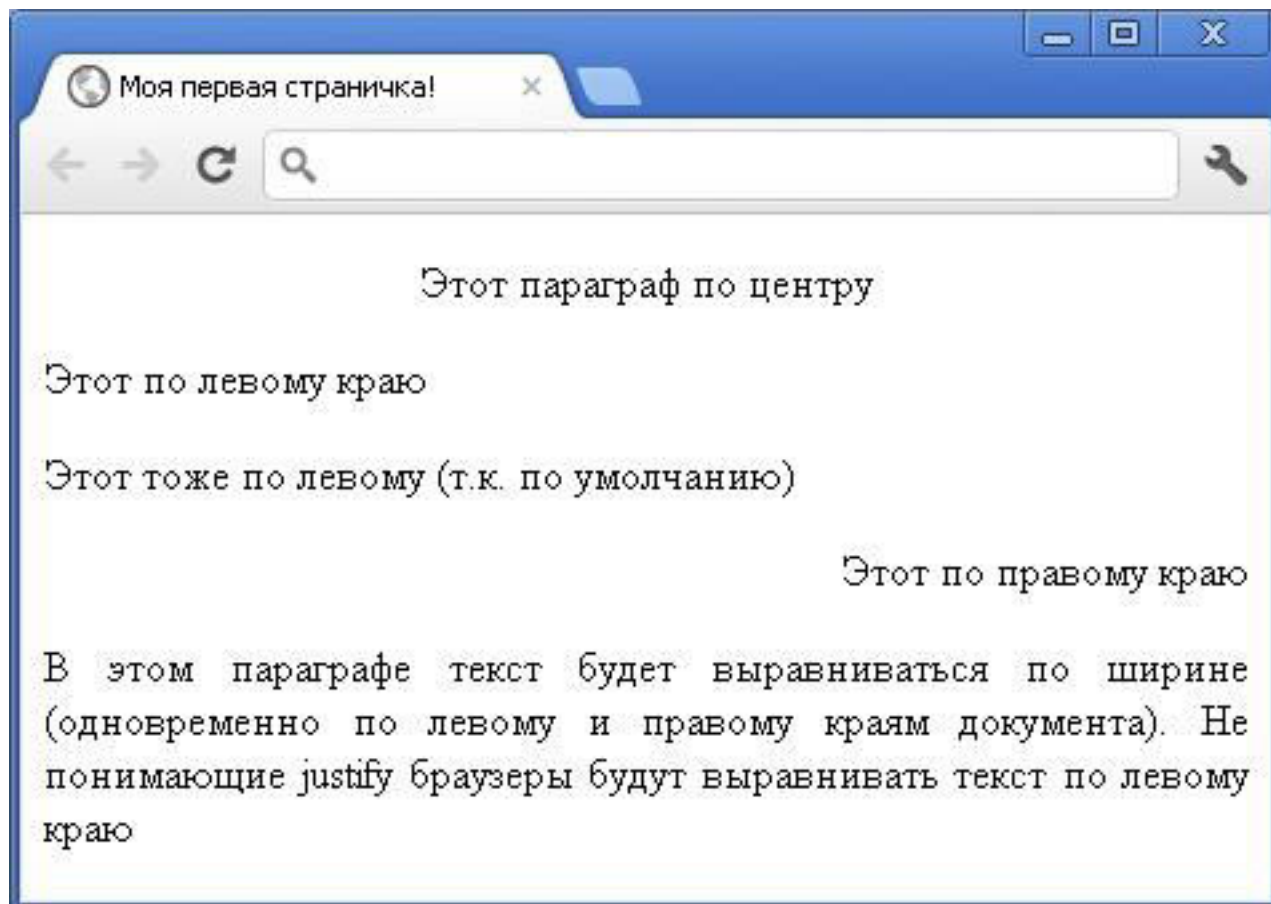 Моя первая страничка!
Этот параграф по центру
Этот по левому краю
Этот тоже по левому (т.к. по умолчанию)
Этот по правому краю
В этом параграфе текст будет выравниваться по ширине
(одновременно по левому и правому краям документа). Не
понимающие justify браузеры будут выравнивать текст по левому
краю